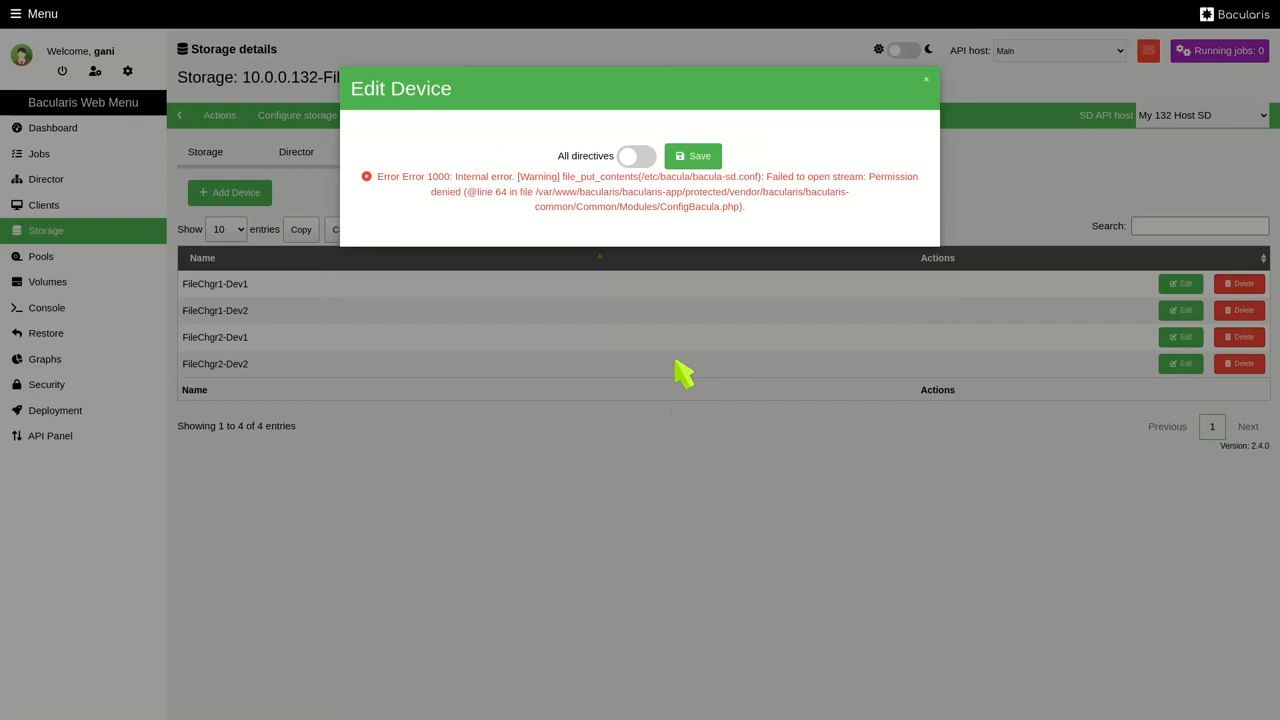 Menu
Bacularis
Welcome, gani
Storage details
API host:
Main
Running jobs: 0
Storage: 10.0.0.132-Fil
Edit Device
×
Bacularis Web Menu
Actions
Configure storage
SD API host
My 132 Host SD
Dashboard
Jobs
Director
Clients
Storage
Pools
Volumes
Console
Restore
Graphs
Security
Deployment
API Panel
Storage
Director
All directives
Save
Error Error 1000: Internal error. [Warning] file_put_contents(/etc/bacula/bacula-sd.conf): Failed to open stream: Permission
denied (@line 64 in file /var/www/bacularis/bacularis-app/protected/vendor/bacularis/bacularis-
common/Common/Modules/ConfigBacula.php).
+ Add Device
Show 10 entries
Copy
C
Search:
Name Actions
FileChgr1-Dev1 Edit Delete
FileChgr1-Dev2 Edit Delete
FileChgr2-Dev1 Edit Delete
FileChgr2-Dev2 Edit Delete
Name Actions
Showing 1 to 4 of 4 entries
Previous 1 Next
Version: 2.4.0